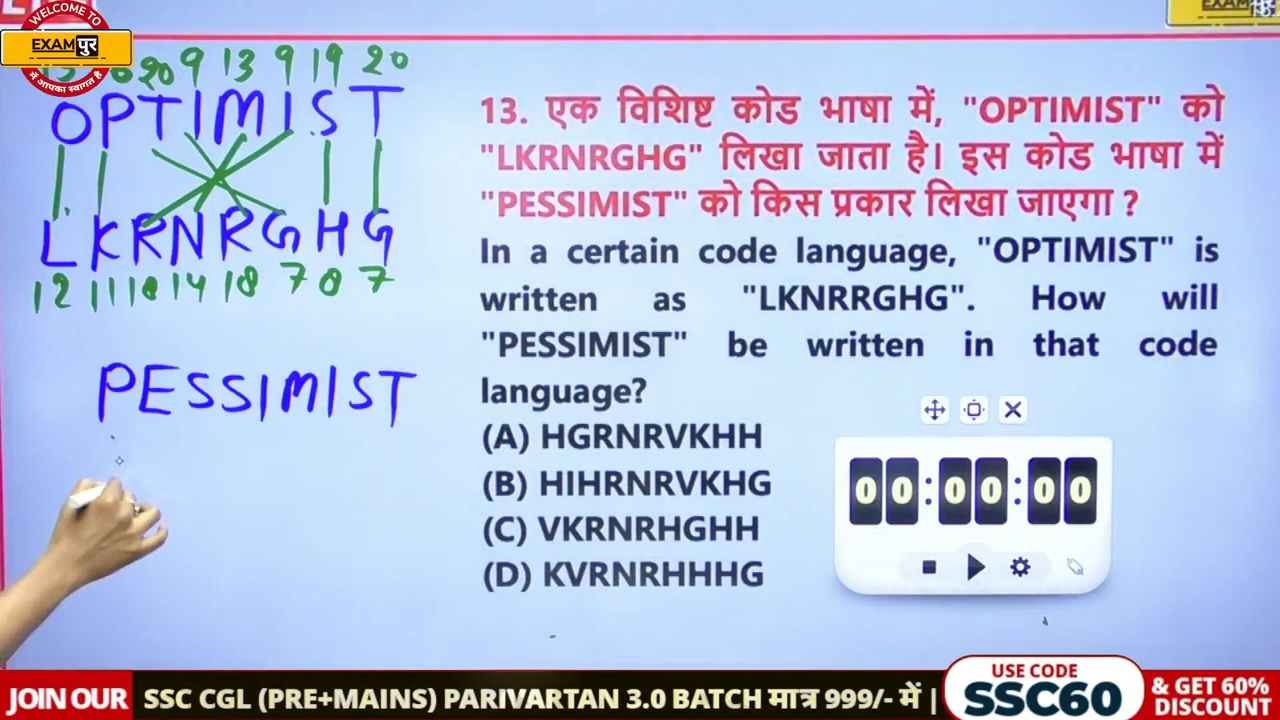 WELCOME TO
EXAMपुर
में आपका स्वागत है
EXAMपुर
20 9 13 9 19 20
OPTIMIST
LKRNRGHG
12 11 18 14 18 7 8 7
PESSIMIST
13. एक विशिष्ट कोड भाषा में, "OPTIMIST" को
"LKRNRGHG" लिखा जाता है। इस कोड भाषा में
"PESSIMIST" को किस प्रकार लिखा जाएगा ?
In a certain code language, "OPTIMIST" is
written as "LKNRRGHG". How will
"PESSIMIST" be written in that code
language?
(A) HGRNRVKHH
(B) HIHRNRVKHG
(C) VKRNRHGHH
(D) KVRNRHHHG
00:00:00
JOIN OUR
SSC CGL (PRE+MAINS) PARIVARTAN 3.0 BATCH मात्र 999/- में |
USE CODE
SSC60
& GET 60%
DISCOUNT